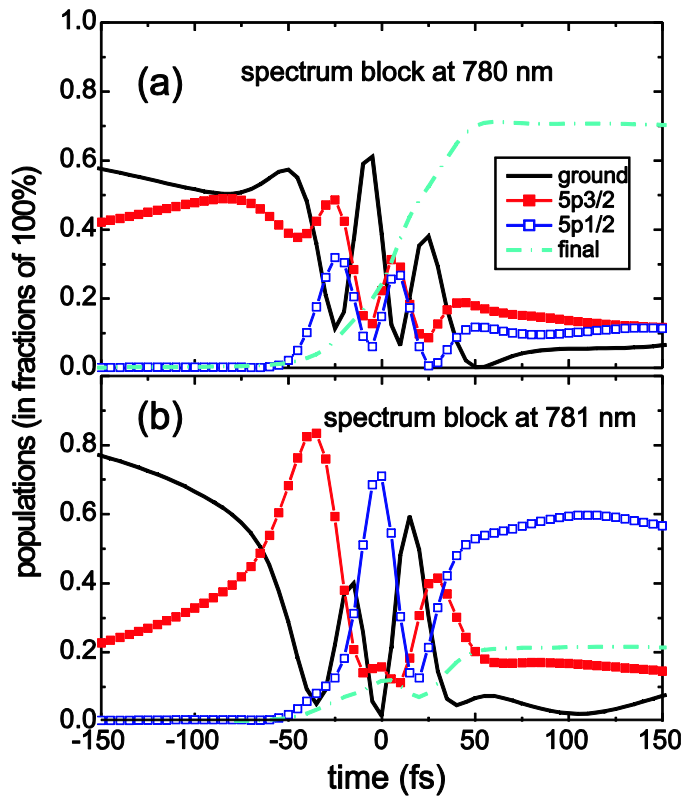 1.0
(a) spectrum block at 780 nm
0.8
0.6
ground
5p3/2
5p1/2
final
0.4
0.2
0.0
populations (in fractions of 100%)
(b) spectrum block at 781 nm
0.8
0.6
0.4
0.2
0.0
-150 -100 -50 0 50 100 150
time (fs)